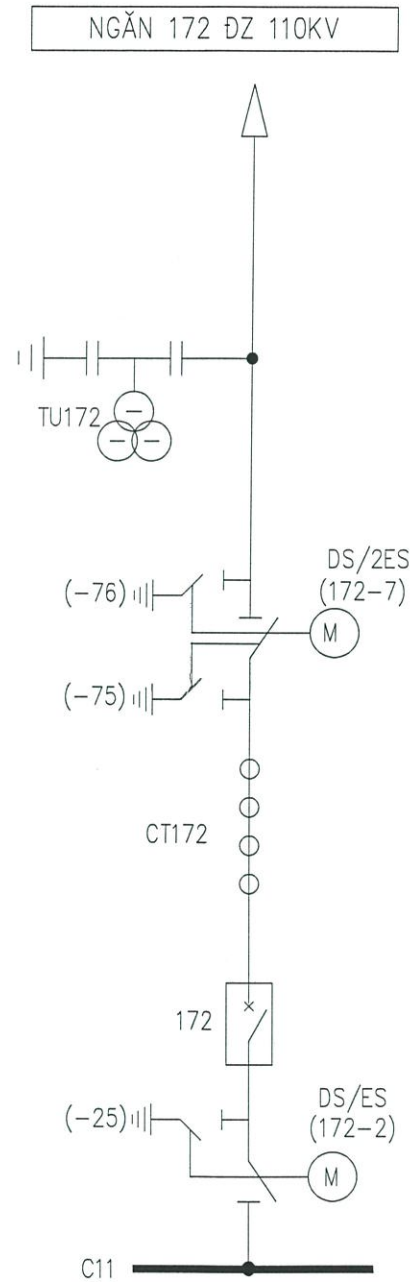 NGĂN 172 ĐZ 110KV
TU172
DS/2ES
(172-7)
(-76)
M
(-75)
CT172
172
DS/ES
(172-2)
(-25)
M
C11